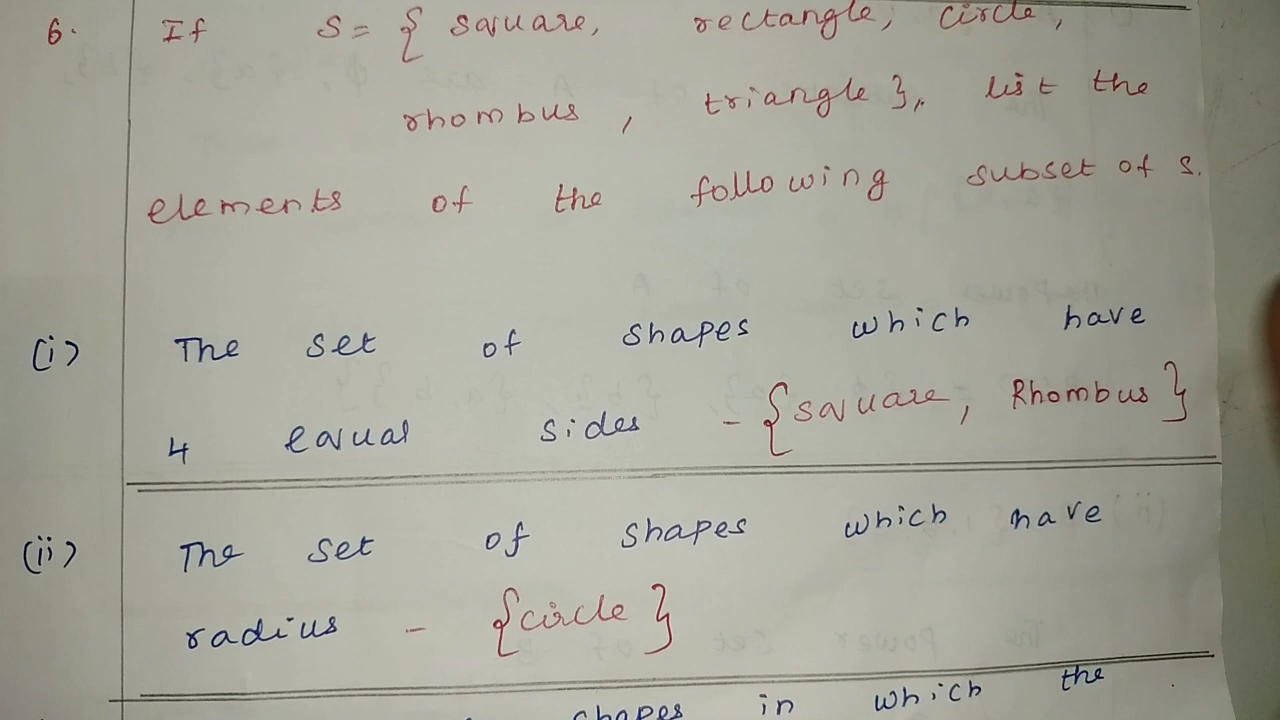 6. If S = { square, rectangle, circle,
rhombus , triangle }, list the
elements of the following subset of S.
(i) The set of shapes which have
4 equal sides - {square, Rhombus}
(ii) The set of shapes which have
radius - {circle}
shapes in which the